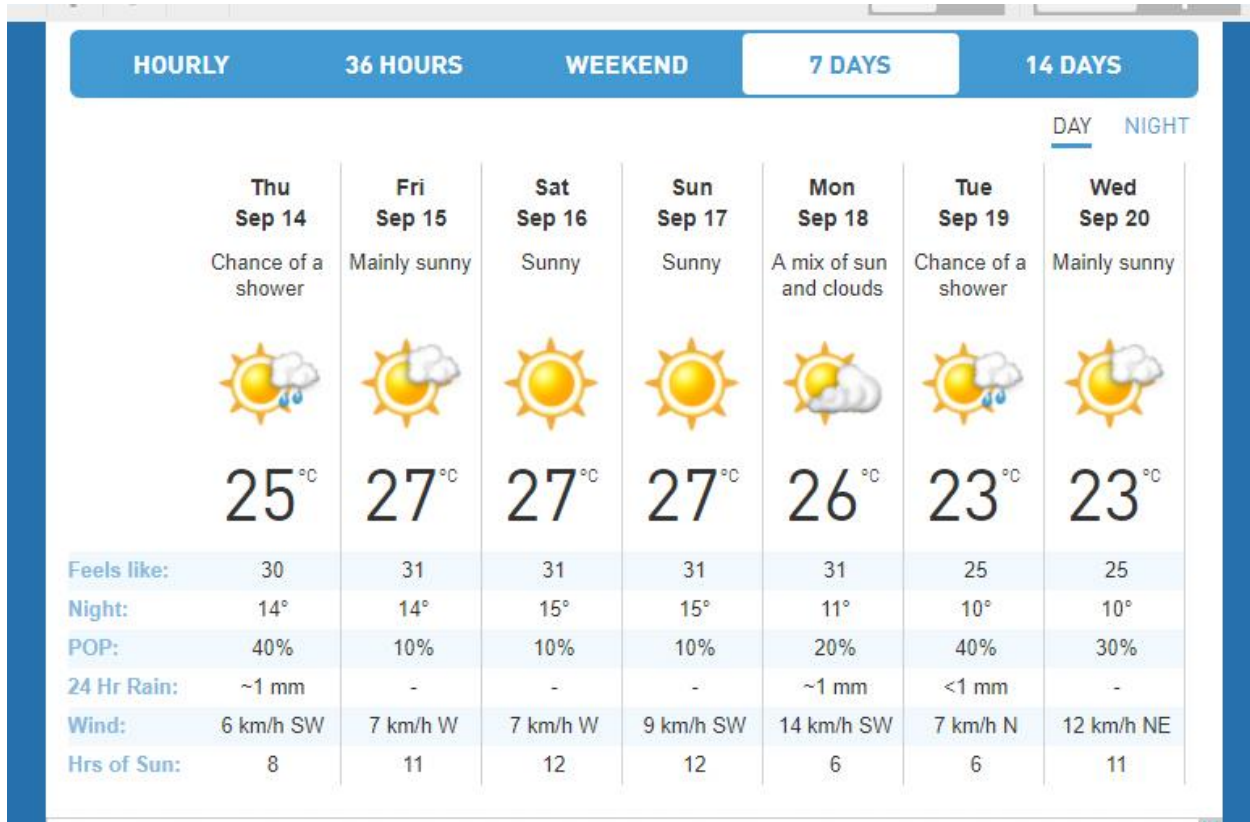 HOURLY 36 HOURS WEEKEND 7 DAYS 14 DAYS
DAY NIGHT
Thu Fri Sat Sun Mon Tue Wed
Sep 14 Sep 15 Sep 16 Sep 17 Sep 18 Sep 19 Sep 20
Chance of a Mainly sunny Sunny Sunny A mix of sun Chance of a Mainly sunny
shower and clouds shower
25°C 27°C 27°C 27°C 26°C 23°C 23°C
Feels like: 30 31 31 31 31 25 25
Night: 14° 14° 15° 15° 11° 10° 10°
POP: 40% 10% 10% 10% 20% 40% 30%
24 Hr Rain: ~1 mm - - - ~1 mm <1 mm -
Wind: 6 km/h SW 7 km/h W 7 km/h W 9 km/h SW 14 km/h SW 7 km/h N 12 km/h NE
Hrs of Sun: 8 11 12 12 6 6 11